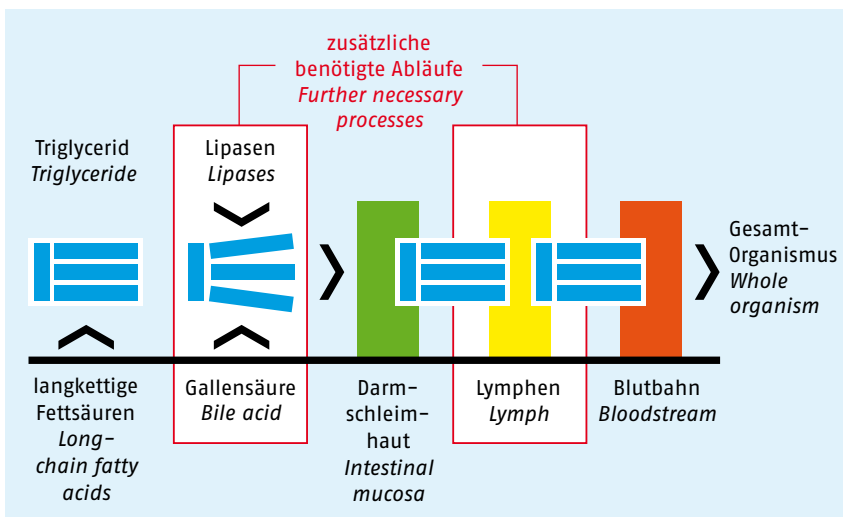 zusätzliche
benötigte Abläufe
Further necessary
processes
Triglycerid
Triglyceride
Lipasen
Lipases
Gesamt-
Organismus
Whole
organism
langkettige
Fettsäuren
Long-
chain fatty
acids
Gallensäure
Bile acid
Darm-
schleim-
haut
Intestinal
mucosa
Lymphen
Lymph
Blutbahn
Bloodstream